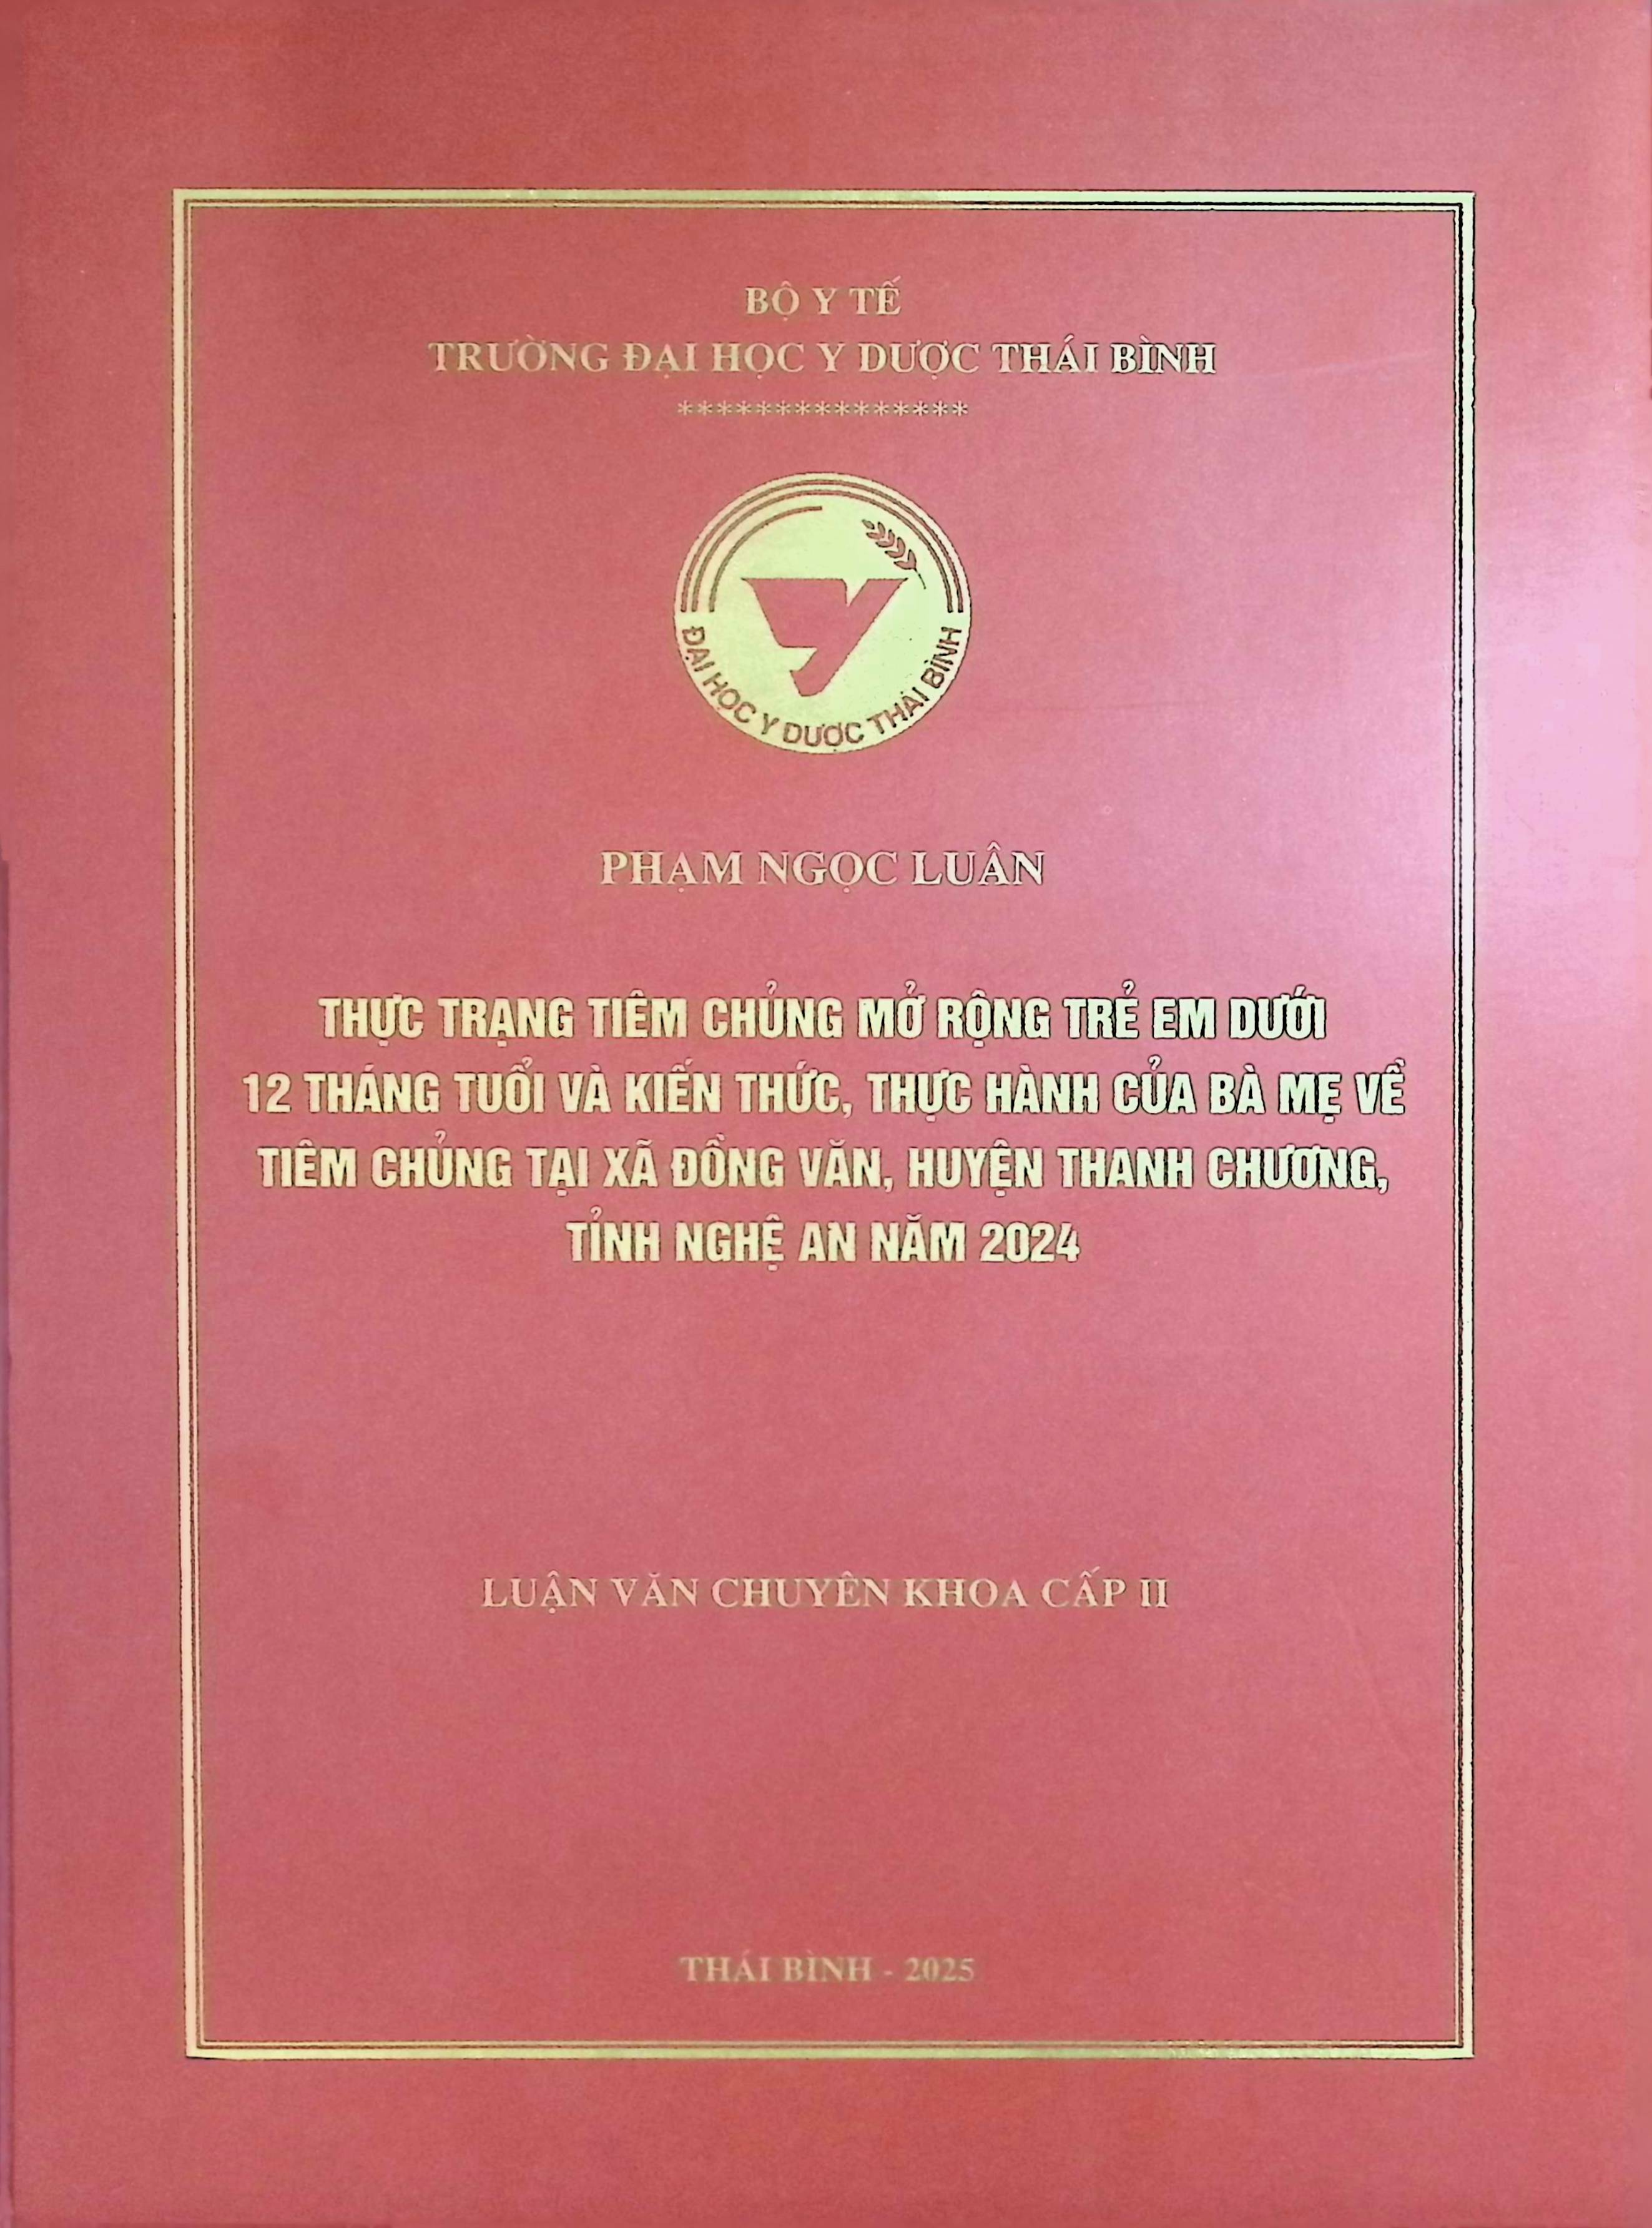 BỘ Y TẾ
TRƯỜNG ĐẠI HỌC Y DƯỢC THÁI BÌNH
***************
ĐẠI HỌC Y DƯỢC THÁI BÌNH
PHẠM NGỌC LUÂN
THỰC TRẠNG TIÊM CHỦNG MỞ RỘNG TRẺ EM DƯỚI
12 THÁNG TUỔI VÀ KIẾN THỨC, THỰC HÀNH CỦA BÀ MẸ VỀ
TIÊM CHỦNG TẠI XÃ ĐỒNG VĂN, HUYỆN THANH CHƯƠNG,
TỈNH NGHỆ AN NĂM 2024
LUẬN VĂN CHUYÊN KHOA CẤP II
THÁI BÌNH - 2025